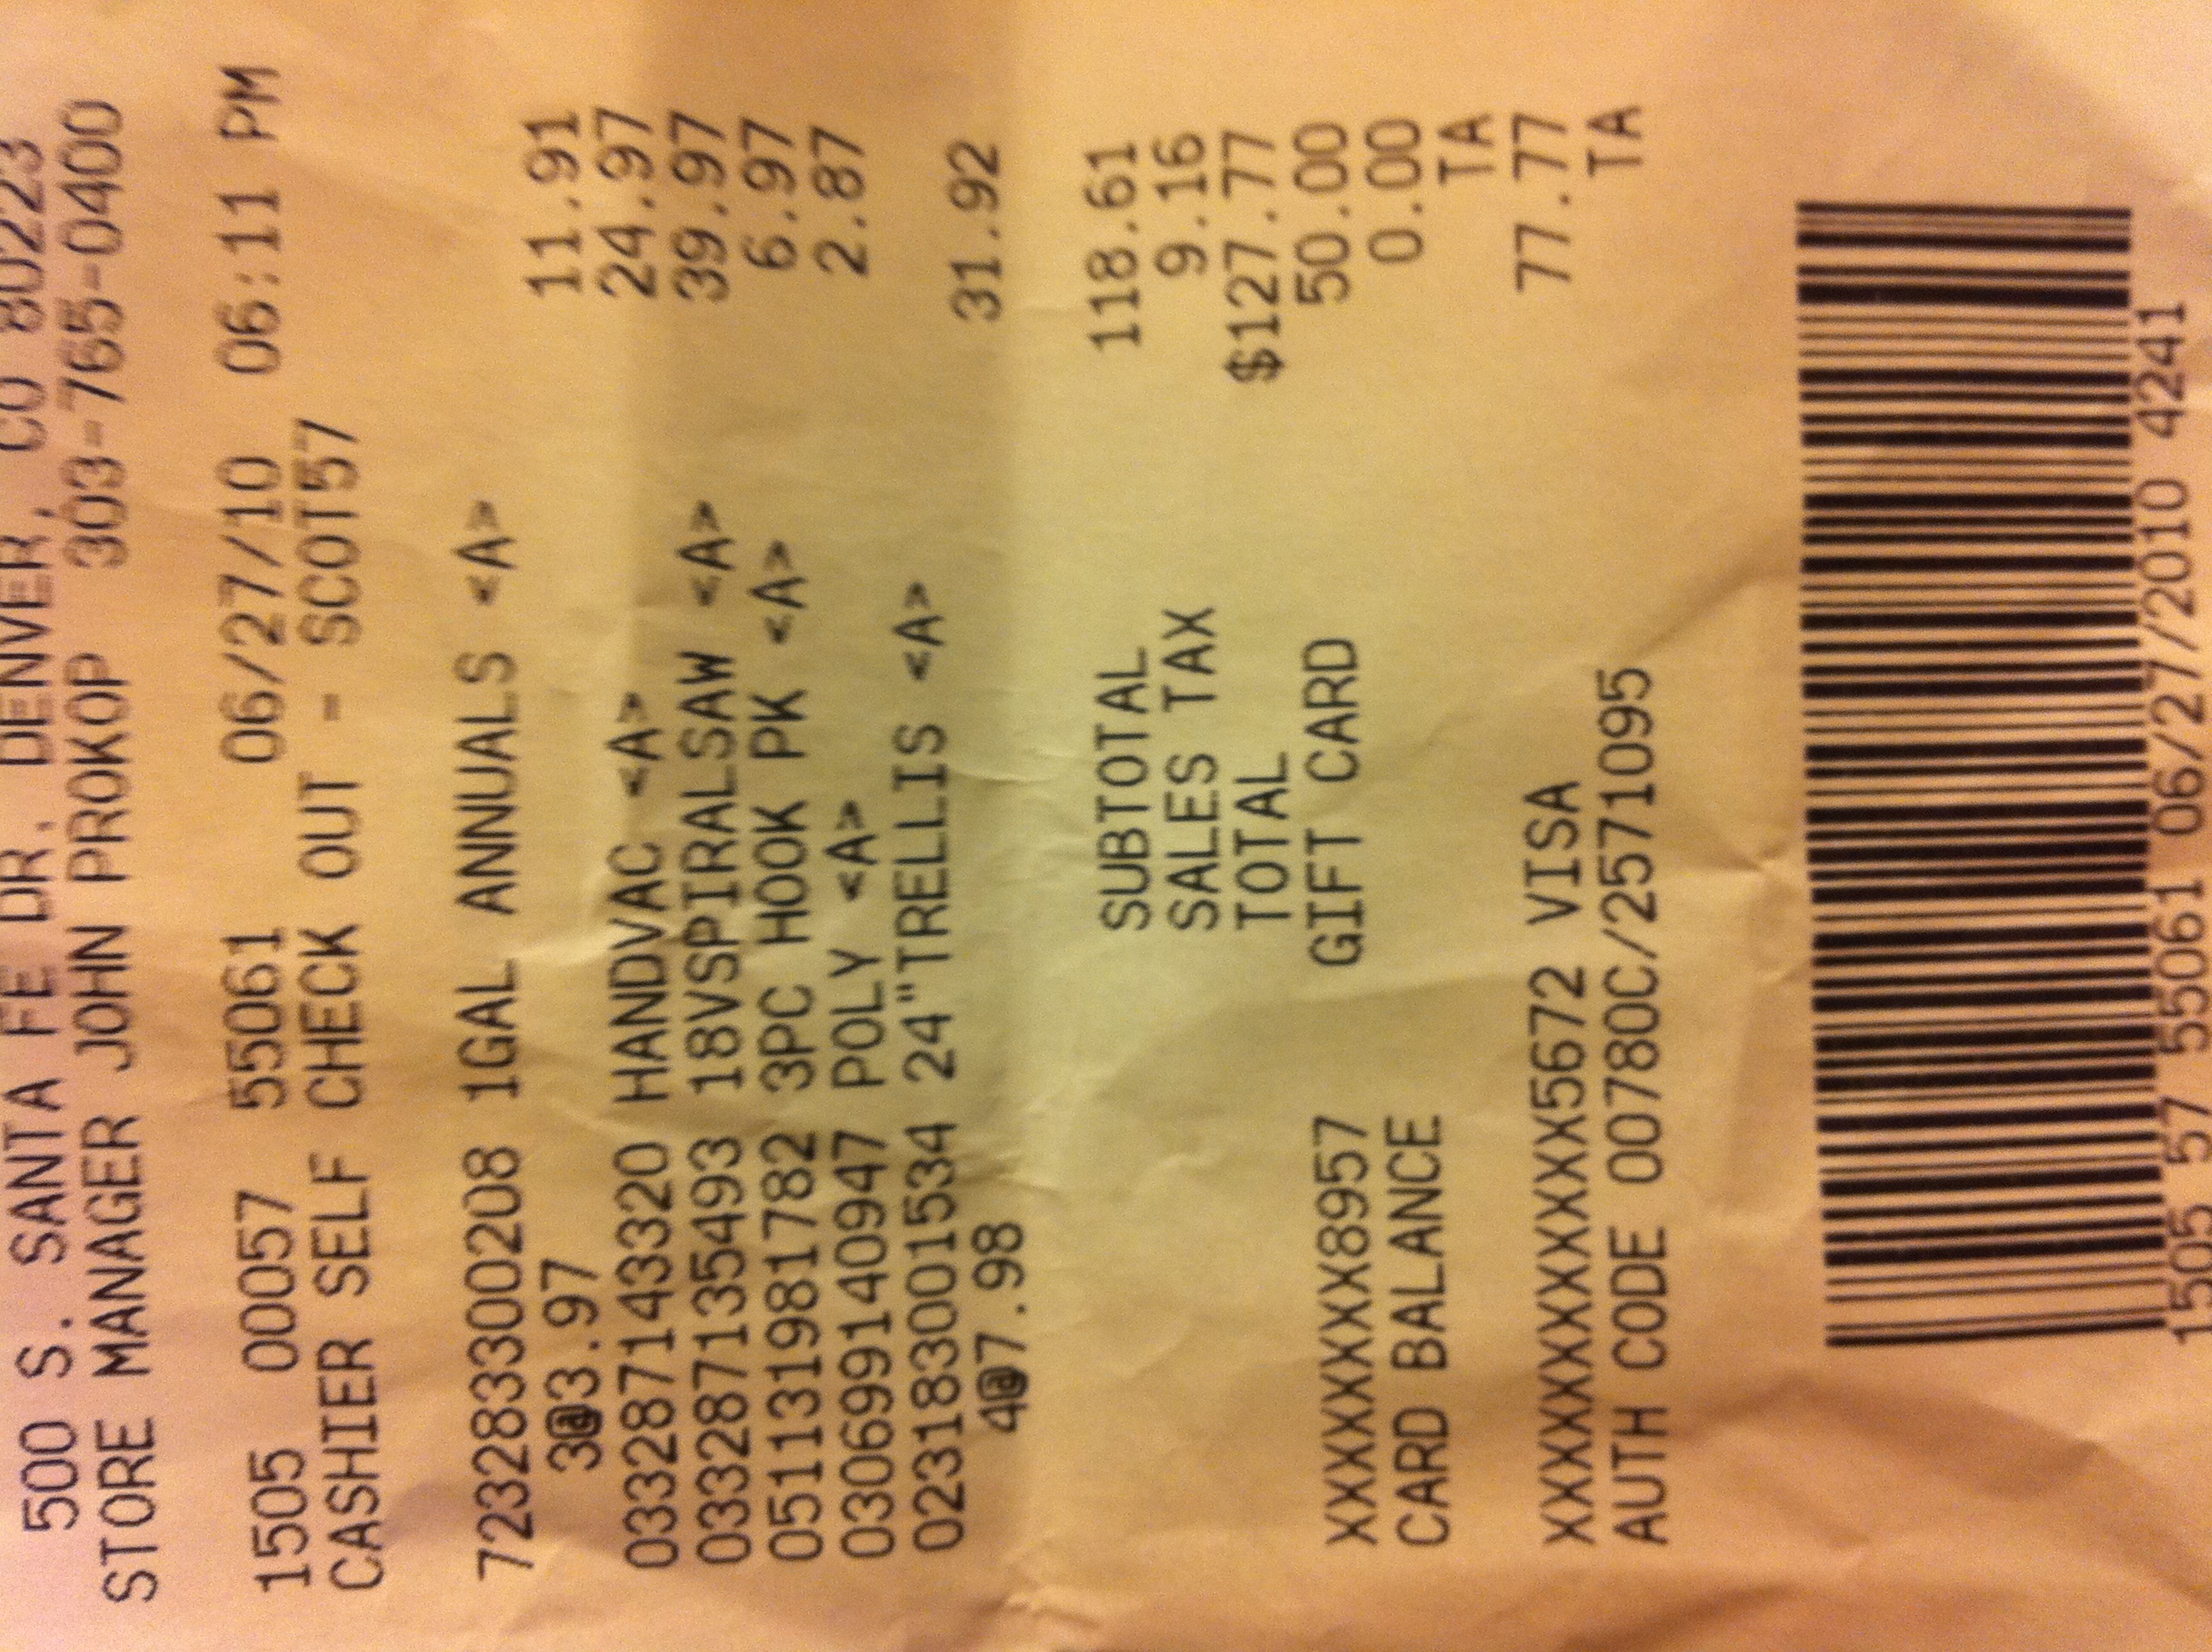 500 S. SANTA FE DR. DENVER, CO 80223
STORE MANAGER JOHN PROKOP 303-765-0400
1505 00057 55061 06/27/10 06:11 PM
CASHIER SELF CHECK OUT - SCOT57
723283300208 1GAL ANNUALS <A>
3@3.97 11.91
033287143320 HANDVAC <A> 24.97
033287135493 18VSPIRALSAW <A> 39.97
051131981782 3PC HOOK PK <A> 6.97
030699140947 POLY <A> 2.87
023183001534 24"TRELLIS <A>
4@7.98 31.92
SUBTOTAL 118.61
SALES TAX 9.16
TOTAL $127.77
XXXXXXXX8957 GIFT CARD 50.00
CARD BALANCE 0.00
TA
XXXXXXXXXXXX5672 VISA 77.77
AUTH CODE 00780C/2571095 TA
1505 57 55061 06/27/2010 4241